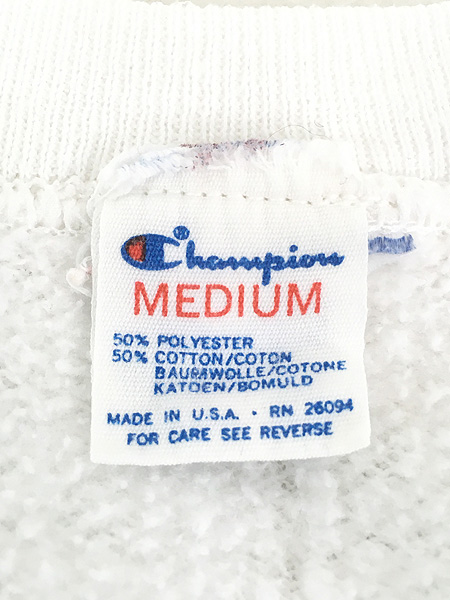 Champion®
MEDIUM
50% POLYESTER
50% COTTON/COTON
BAUMWOLLE/COTONE
KATOEN/BOMULD
MADE IN U.S.A. • RN 26094
FOR CARE SEE REVERSE